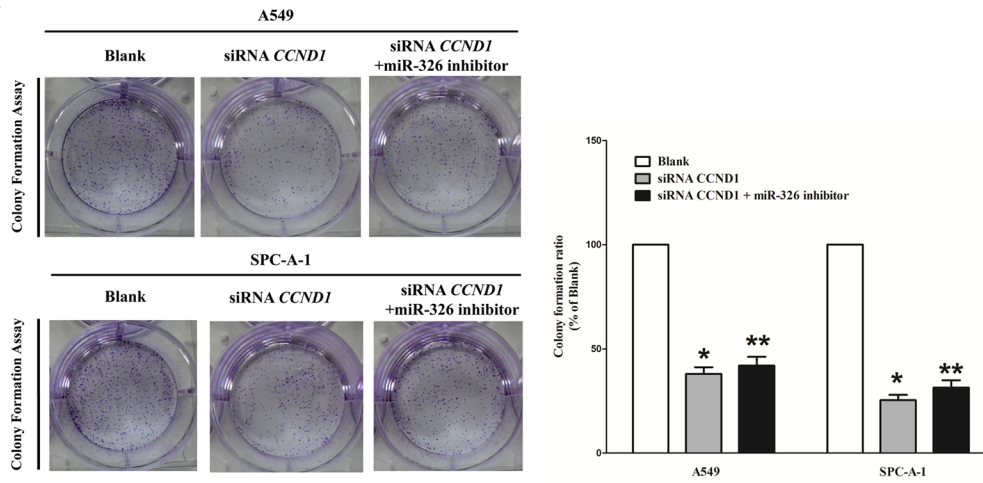 A549
Blank
siRNA CCND1
siRNA CCND1
+miR-326 inhibitor
Colony Formation Assay
SPC-A-1
Blank
siRNA CCND1
siRNA CCND1
+miR-326 inhibitor
Colony Formation Assay
150
100
50
0
Colony formation ratio
(% of Blank)
Blank
siRNA CCND1
siRNA CCND1 + miR-326 inhibitor
*
**
*
**
A549
SPC-A-1